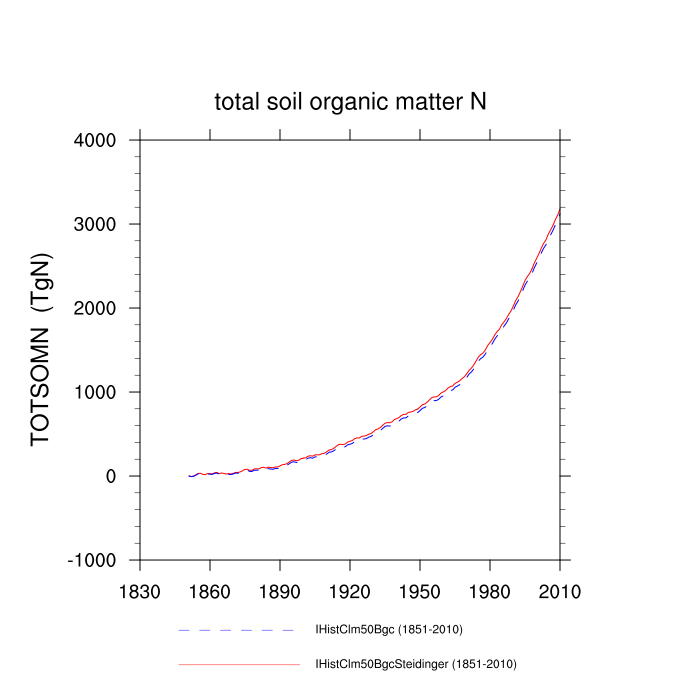 total soil organic matter N
4000
3000
2000
1000
0
-1000
TOTSOMN (TgN)
1830 1860 1890 1920 1950 1980 2010
IHistClm50Bgc (1851-2010)
IHistClm50BgcSteidinger (1851-2010)